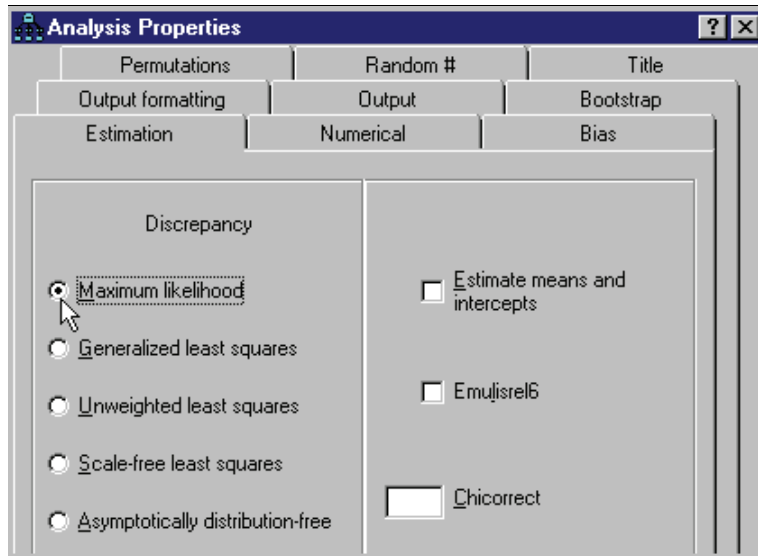 Analysis Properties
Permutations Random # Title
Output formatting Output Bootstrap
Estimation Numerical Bias
Discrepancy
Maximum likelihood
Generalized least squares
Unweighted least squares
Scale-free least squares
Asymptotically distribution-free
Estimate means and
intercepts
Emulisrel6
Chicorrect